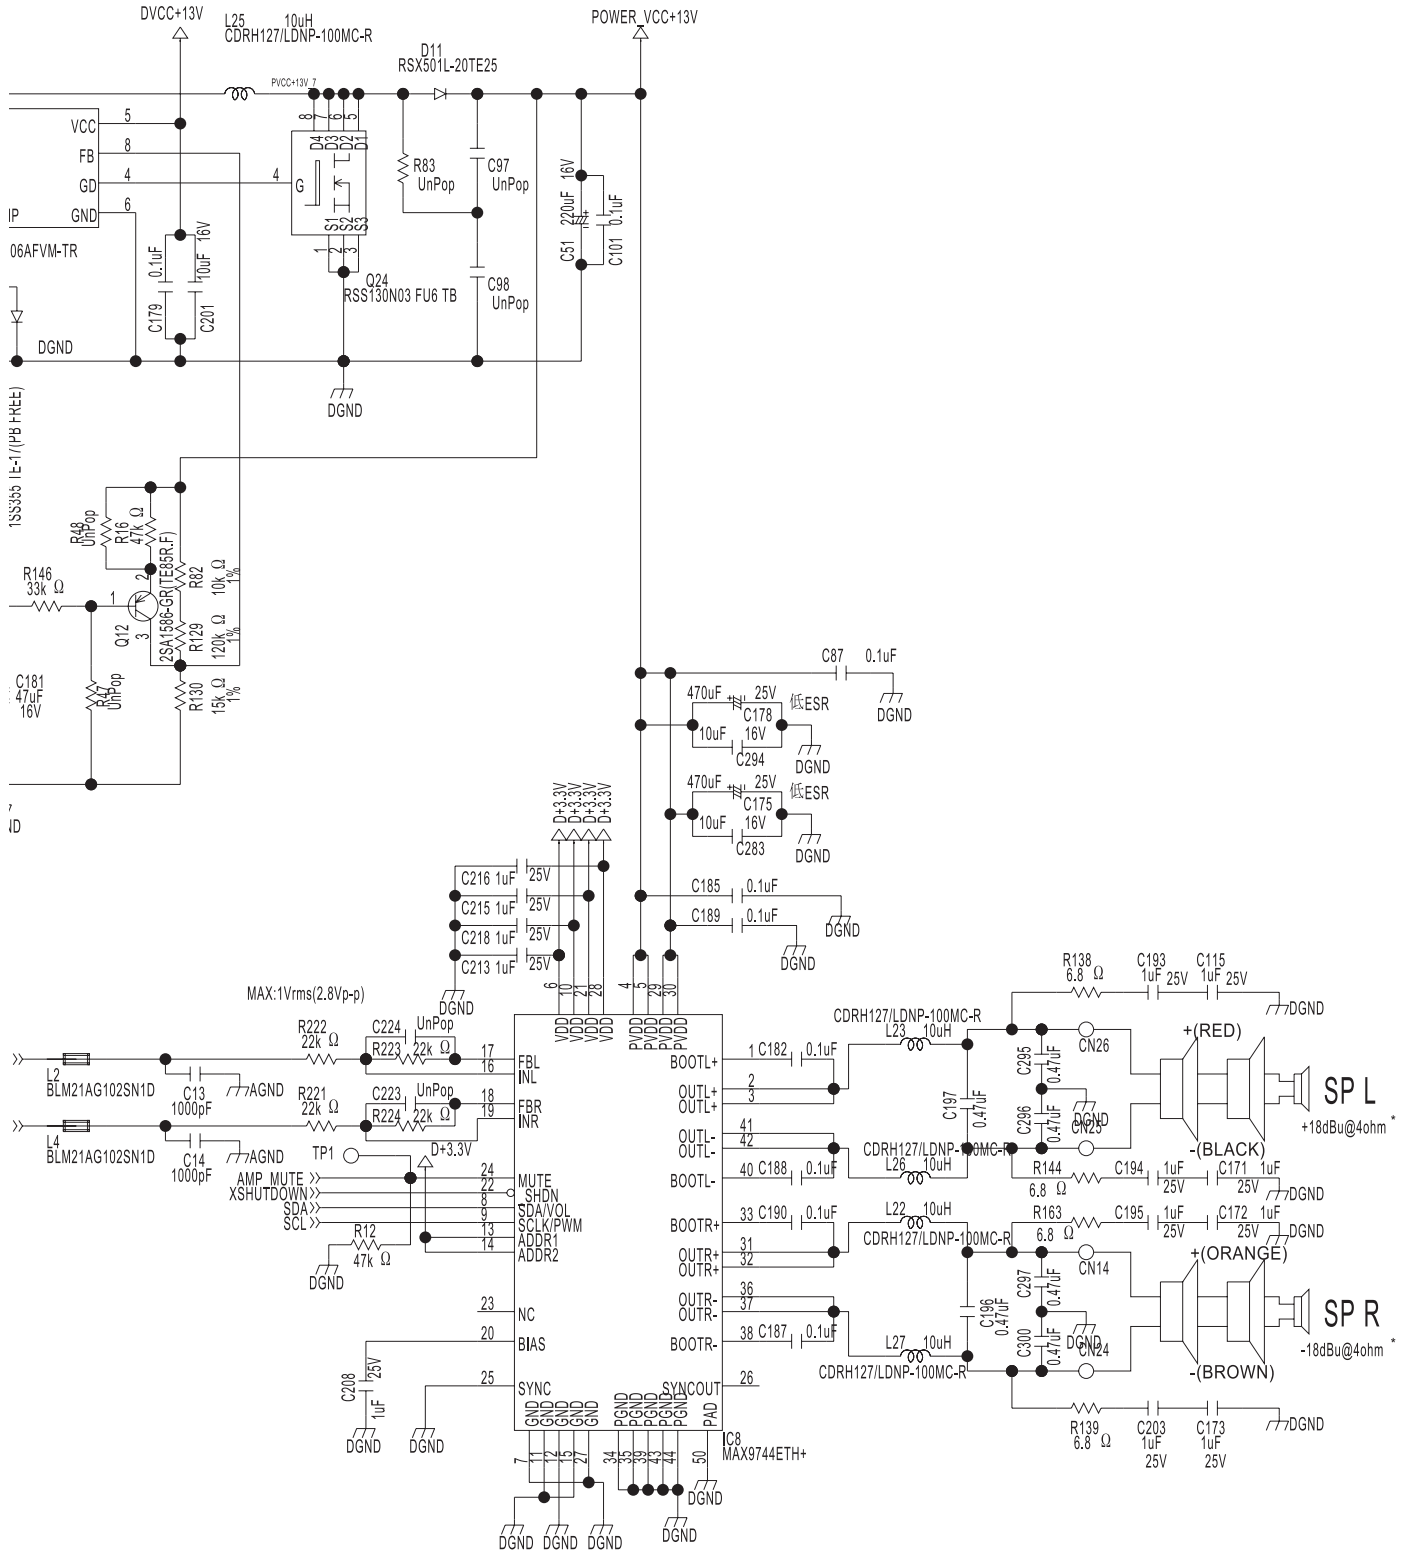 DVCC+13V
L25 10uH
CDRH127/LDNP-100MC-R
POWER_VCC+13V
D11
RSX501L-20TE25
PVCC+13V_7
VCC 5
FB 8
GD 4
GND 6
IP
06AFVM-TR
4 G
8 7 6 5
D4 D3 D2 D1
S1 S2 S3
1 2 3
Q24
RSS130N03 FU6 TB
R83
UnPop
C97
UnPop
C98
UnPop
C51 220uF 16V
C101 0.1uF
C179 0.1uF
C201 10uF 16V
DGND
DGND
1SS355 TE-17(PB FREE)
R48
UnPop
R16
47k Ω
R146
33k Ω
1
2
3
Q12
2SA1586-GR(TE85R.F)
R82
10k Ω
1%
R129
120k Ω
1%
R130
15k Ω
1%
R47
UnPop
C181
47uF
16V
ND
C87 0.1uF
DGND
470uF + 25V 低ESR
C178
10uF 16V
C294
DGND
470uF + 25V 低ESR
C175
10uF 16V
C283
DGND
D+3.3V
D+3.3V
D+3.3V
D+3.3V
C216 1uF 25V
C215 1uF 25V
C218 1uF 25V
C213 1uF 25V
DGND
C185 0.1uF
DGND
C189 0.1uF
DGND
6 10 21 28
VDD VDD VDD VDD
4 5 29 30
PVDD PVDD PVDD PVDD
MAX:1Vrms(2.8Vp-p)
R222
22k Ω
C224 UnPop
R223 22k Ω
17 FBL
16 INL
L2
BLM21AG102SN1D
C13
1000pF
AGND
R221
22k Ω
C223 UnPop
R224 22k Ω
18 FBR
19 INR
L4
BLM21AG102SN1D
C14
1000pF
AGND
TP1
D+3.3V
AMP_MUTE 24 MUTE
XSHUTDOWN 22 SHDN
SDA 8 SDA/VOL
SCL 9 SCLK/PWM
13 ADDR1
14 ADDR2
R12
47k Ω
DGND
23 NC
20 BIAS
25 SYNC
C208 1uF 25V
DGND
DGND
BOOTL+ 1 C182 0.1uF
OUTL+ 2
OUTL+ 3
OUTL- 41
OUTL- 42
BOOTL- 40 C188 0.1uF
BOOTR+ 33 C190 0.1uF
OUTR+ 31
OUTR+ 32
OUTR- 36
OUTR- 37
BOOTR- 38 C187 0.1uF
SYNCOUT 26
GND GND GND GND GND
7 11 12 15 27
PGND PGND PGND PGND PGND
34 35 39 43 44
PAD
50
IC8
MAX9744ETH+
DGND
DGND
DGND
DGND
DGND
CDRH127/LDNP-100MC-R
L23 10uH
CDRH127/LDNP-100MC-R
L26 10uH
L22 10uH
CDRH127/LDNP-100MC-R
L27 10uH
CDRH127/LDNP-100MC-R
C197
0.47uF
C196
0.47uF
C295
0.47uF
C296
0.47uF
DGND
C297
0.47uF
C300
0.47uF
DGND
R138
6.8 Ω
C193
1uF 25V
C115
1uF 25V
DGND
CN26
CN25
+(RED)
-(BLACK)
SP L
+18dBu@4ohm *
R144
6.8 Ω
C194 1uF
25V
C171 1uF
25V
DGND
R163
6.8 Ω
C195 1uF
25V
C172 1uF
25V
DGND
CN14
CN24
+(ORANGE)
-(BROWN)
SP R
-18dBu@4ohm *
R139
6.8 Ω
C203
1uF
25V
C173
1uF
25V
DGND